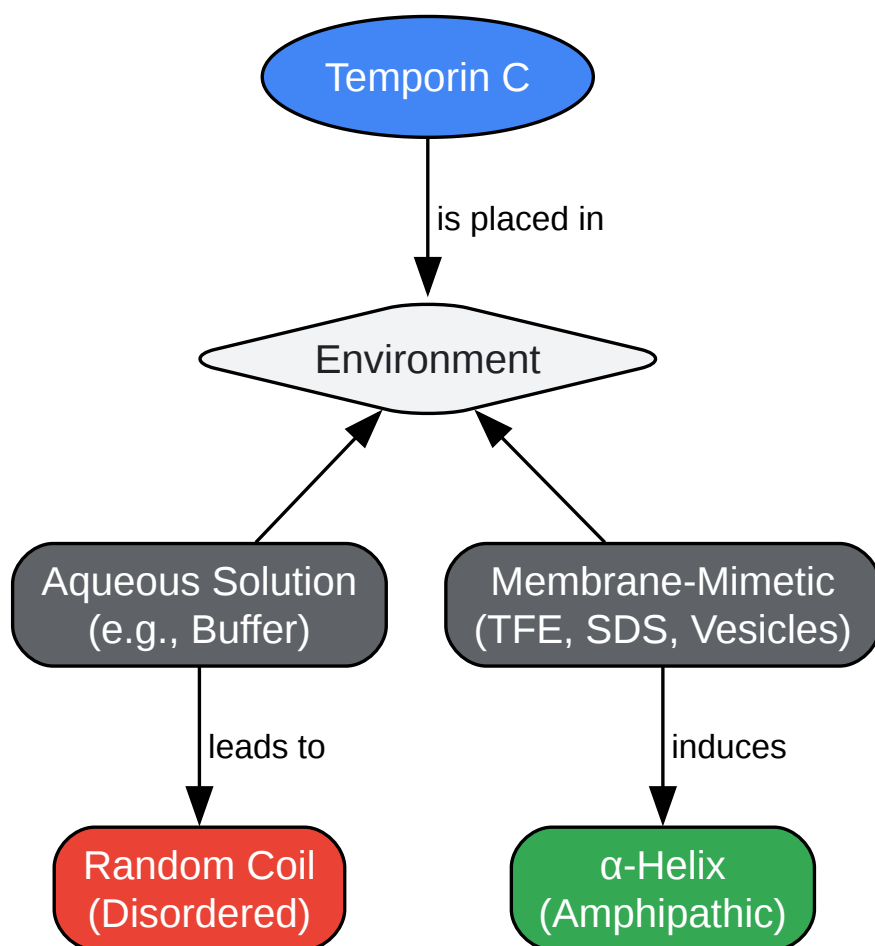 Temporin C
is placed in
Environment
Aqueous Solution
(e.g., Buffer)
Membrane-Mimetic
(TFE, SDS, Vesicles)
leads to
induces
Random Coil
(Disordered)
α-Helix
(Amphipathic)